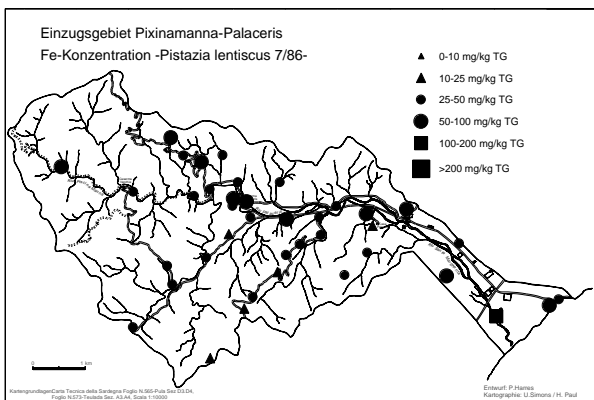 Einzugsgebiet Pixinamanna-Palaceris
Fe-Konzentration -Pistazia lentiscus 7/86-
0-10 mg/kg TG
10-25 mg/kg TG
25-50 mg/kg TG
50-100 mg/kg TG
100-200 mg/kg TG
>200 mg/kg TG
0 1 km
KartengrundlagenCarta Tecnica della Sardegna Foglio N.565-Pula Sez D3.D4,
Foglio N.573-Teulada Sez. A3.A4, Scala 1:10000
Entwurf: P.Harres
Kartographie: U.Simons / H. Paul